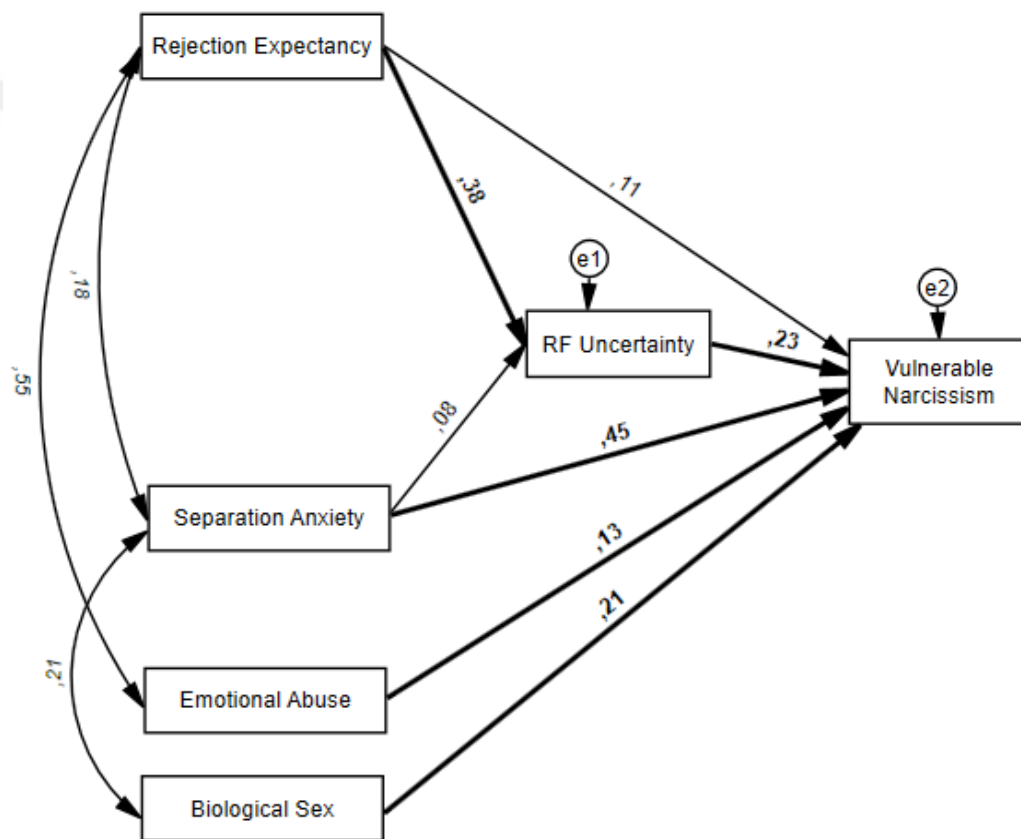 Rejection Expectancy
,11
,38
,18
e1
e2
RF Uncertainty
,23
Vulnerable
Narcissism
,55
,08
,45
Separation Anxiety
,13
,21
,21
Emotional Abuse
Biological Sex